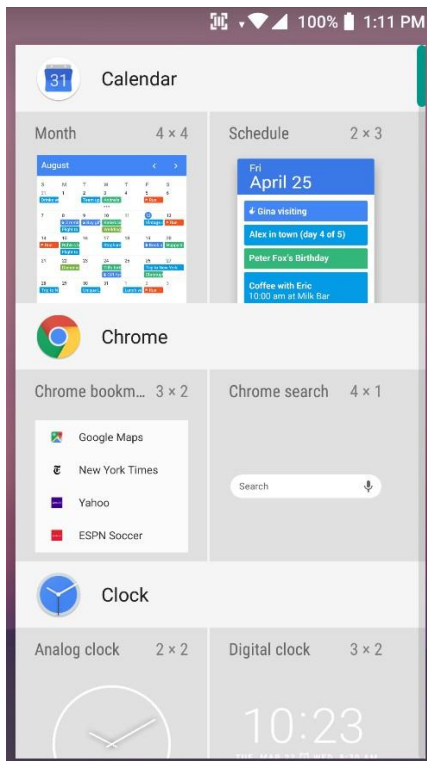 100% 1:11 PM
31 Calendar
Month 4 × 4
Schedule 2 × 3
August
S M T W T F S
Fri
April 25
Gina visiting
Alex in town (day 4 of 5)
Peter Fox's Birthday
Coffee with Eric
10:00 am at Milk Bar
Chrome
Chrome bookm... 3 × 2
Chrome search 4 × 1
Google Maps
New York Times
Yahoo
ESPN Soccer
Search
Clock
Analog clock 2 × 2
Digital clock 3 × 2
10:23